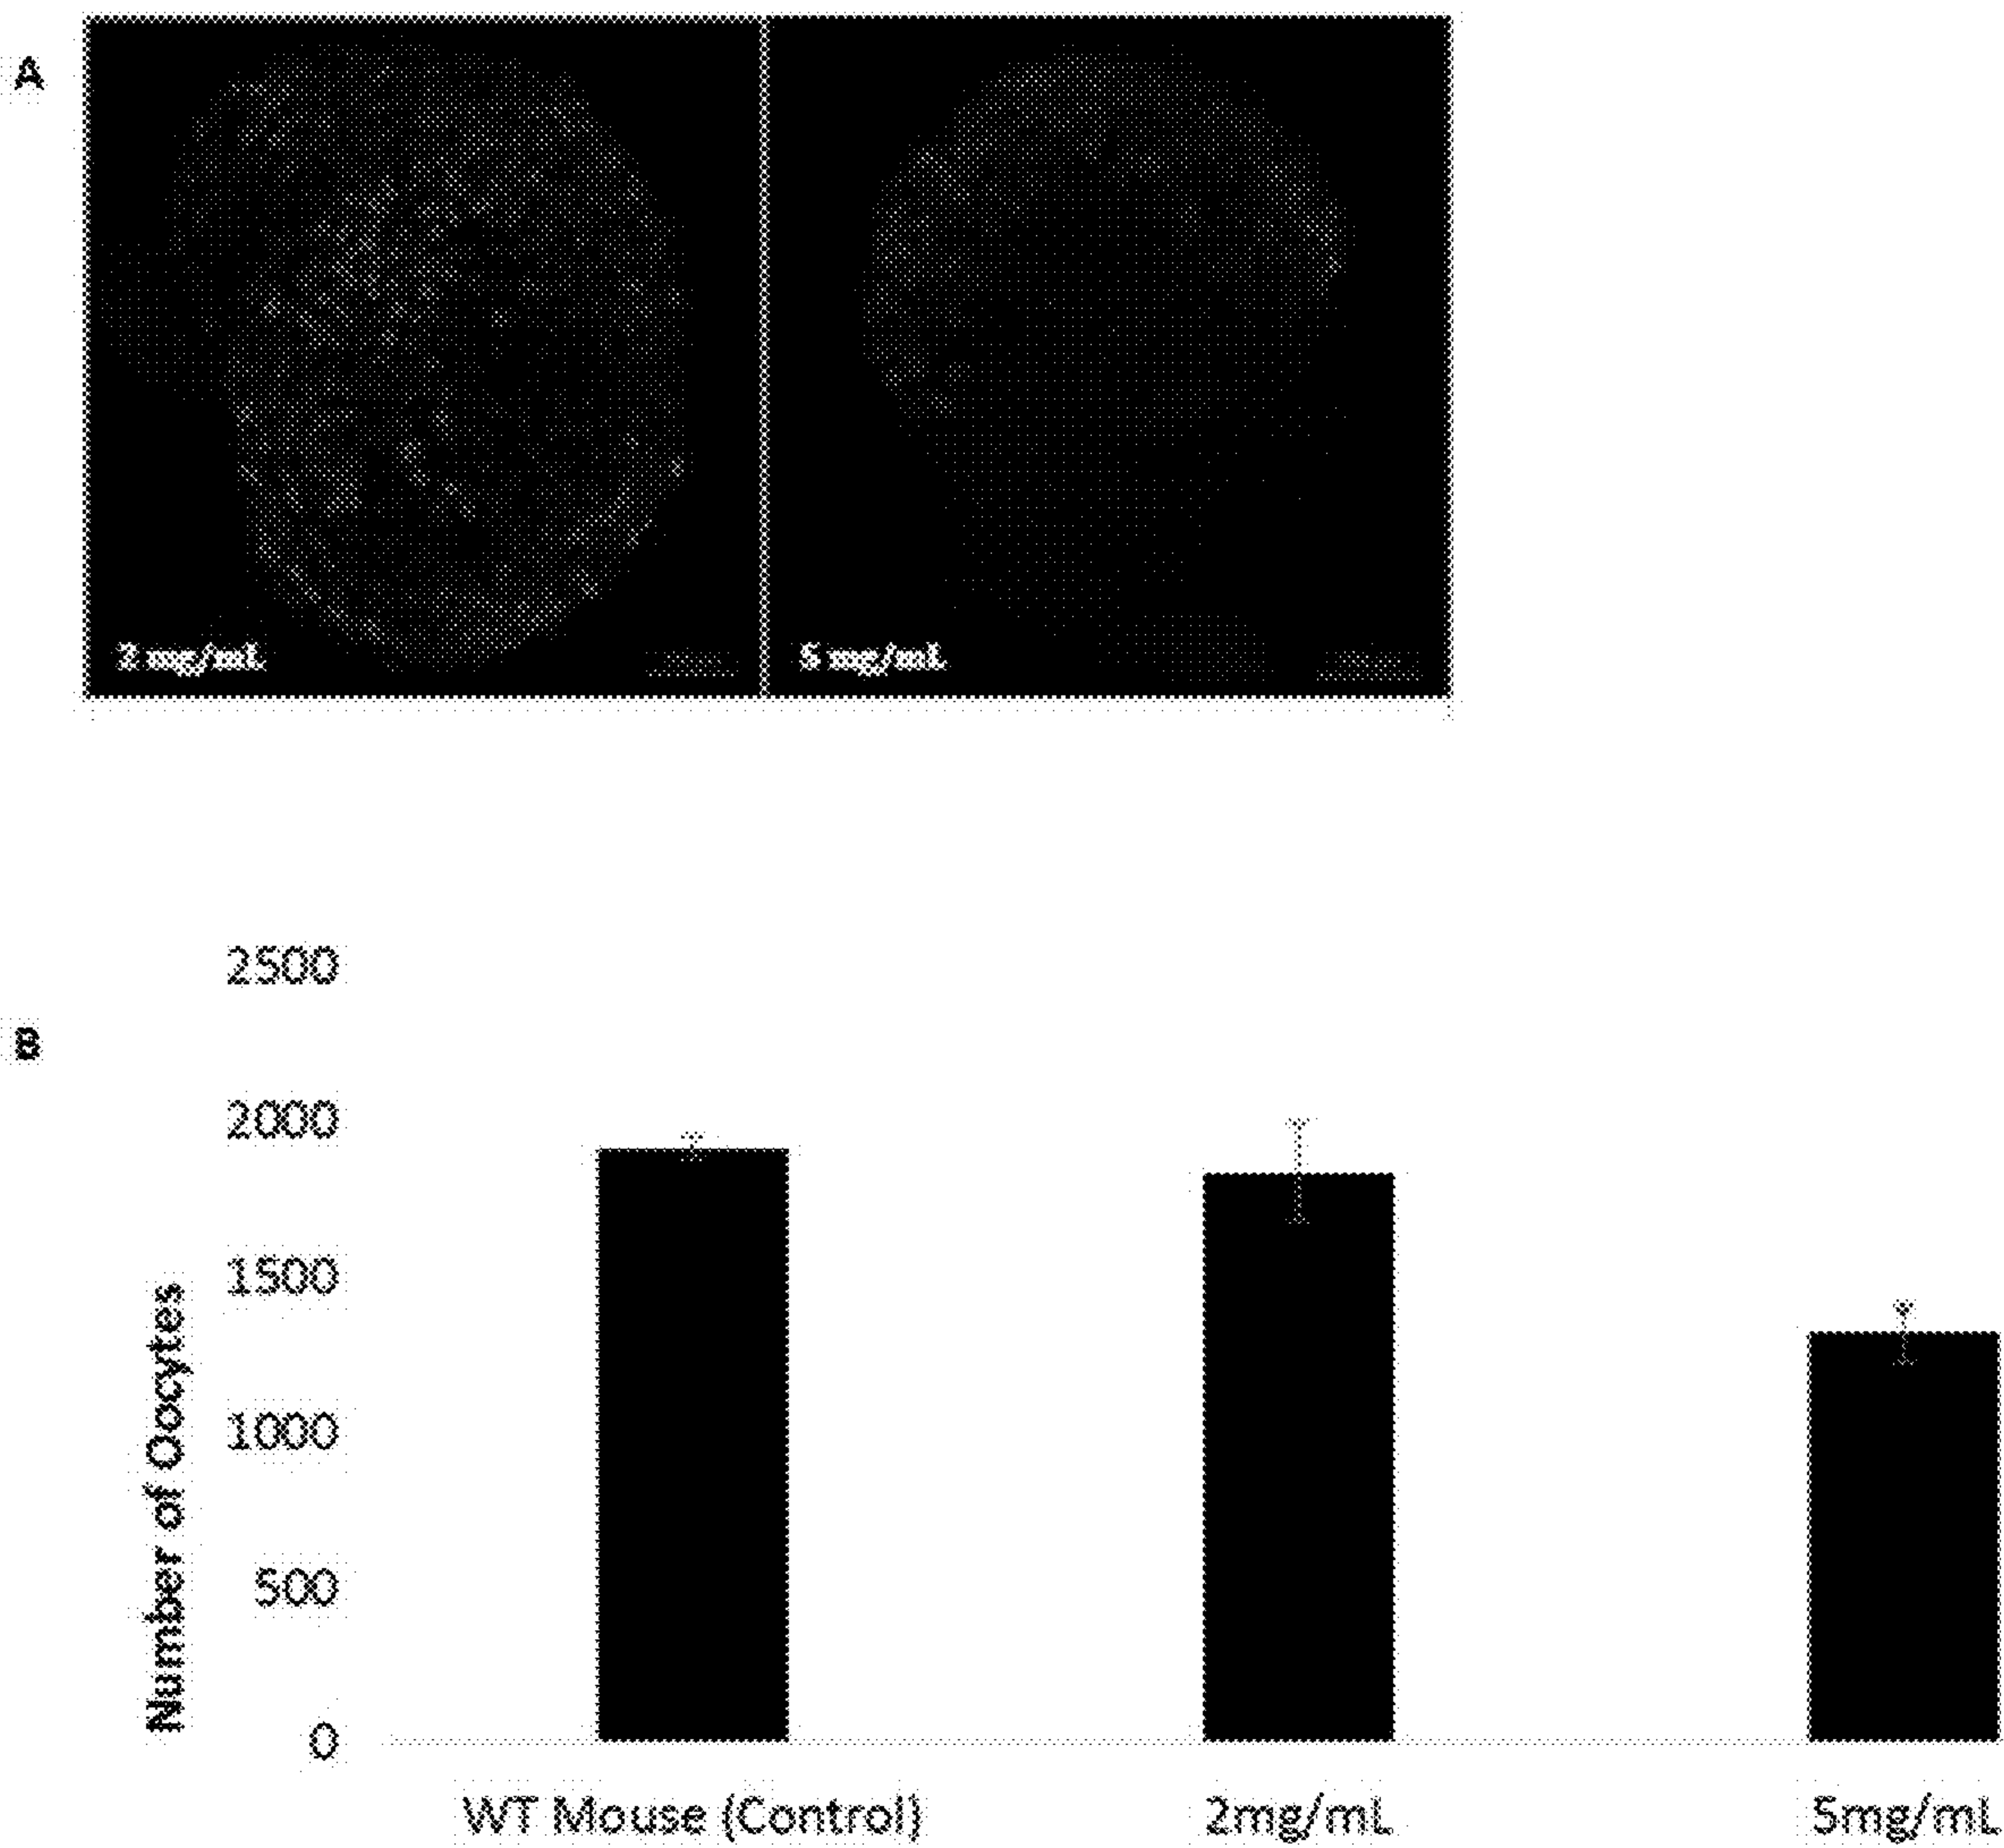 A
2 mg/mL
5 mg/mL
B
2500
2000
1500
1000
500
0
Number of Oocytes
WT Mouse (Control)
2mg/mL
5mg/mL